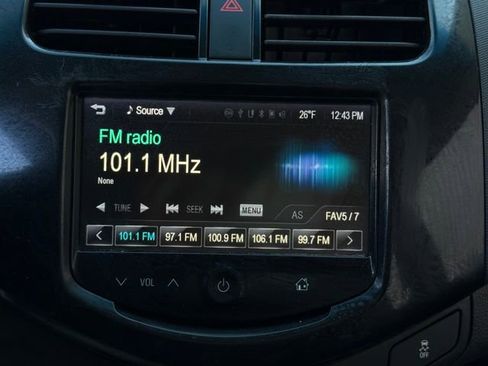 Source 26°F 12:43 PM
FM radio
101.1 MHz
None
TUNE SEEK MENU AS FAV5 / 7
101.1 FM 97.1 FM 100.9 FM 106.1 FM 99.7 FM
VOL
OFF